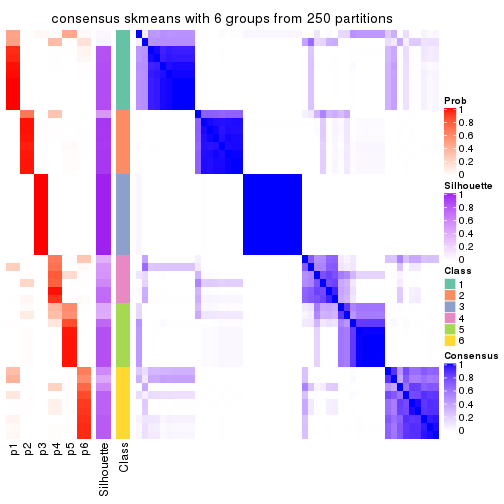 consensus skmeans with 6 groups from 250 partitions
Prob
1
0.8
0.6
0.4
0.2
0
Silhouette
1
0.8
0.6
0.4
0.2
0
Class
1
2
3
4
5
6
Consensus
1
0.8
0.6
0.4
0.2
0
p1
p2
p3
p4
p5
p6
Silhouette
Class